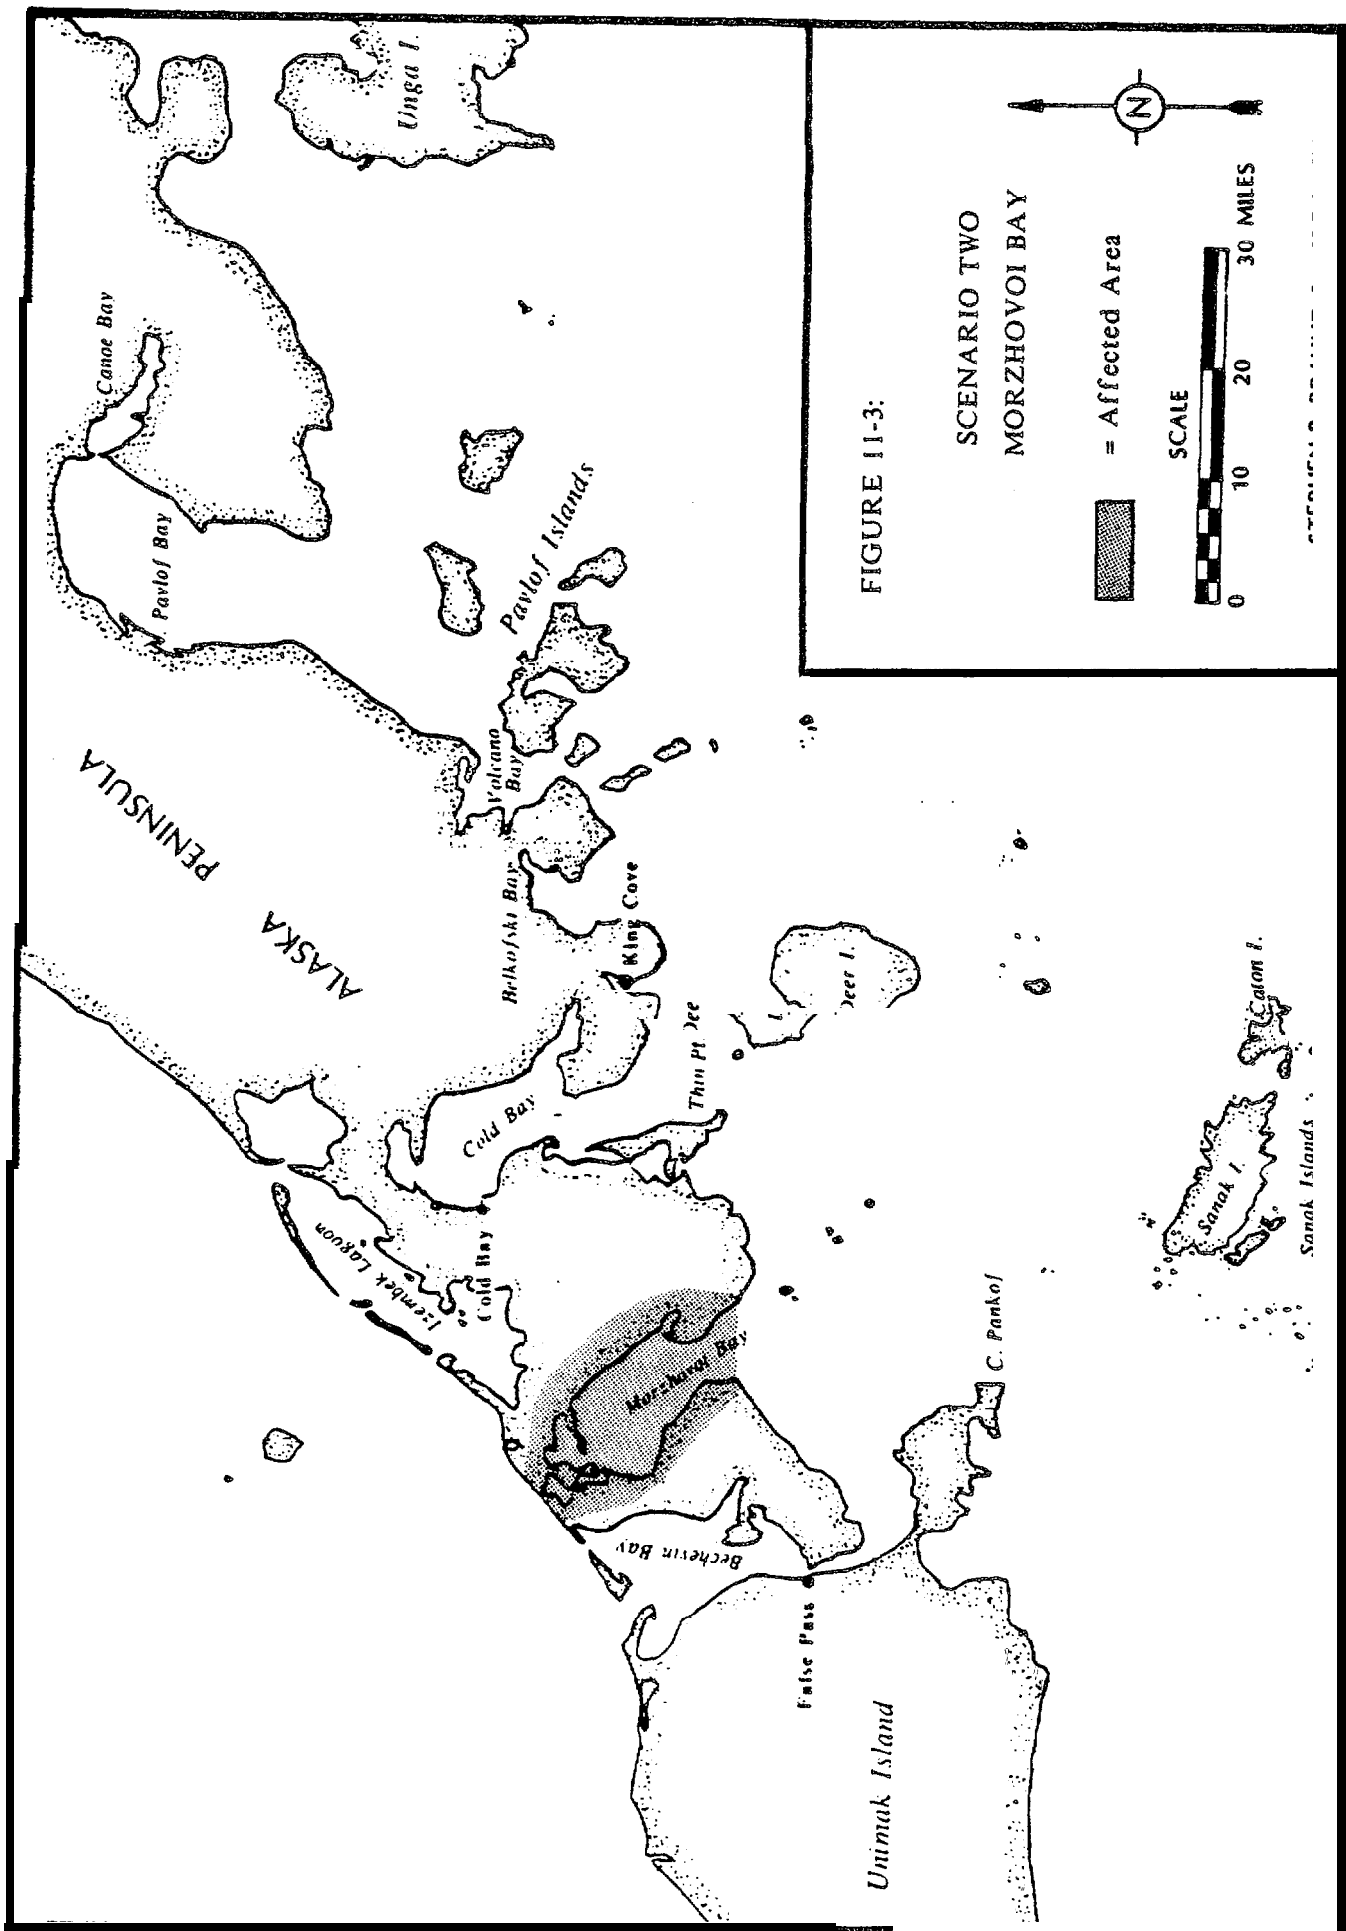 Unga I.
Canoe Bay
Pavlof Bay
Pavlof Islands
ALASKA
PENINSULA
Volcano
Bay
Belkofski Bay
King Cove
Cold Bay
Thin Pt.
Izembek Lagoon
Cold Bay
Morzhovoi Bay
Bechevin Bay
False Pass
Unimak Island
C. Pankof
Sanak I.
Caton I.
Sanak Islands
FIGURE II-3:
SCENARIO TWO
MORZHOVOI BAY
= Affected Area
SCALE
0 10 20 30 MILES
N